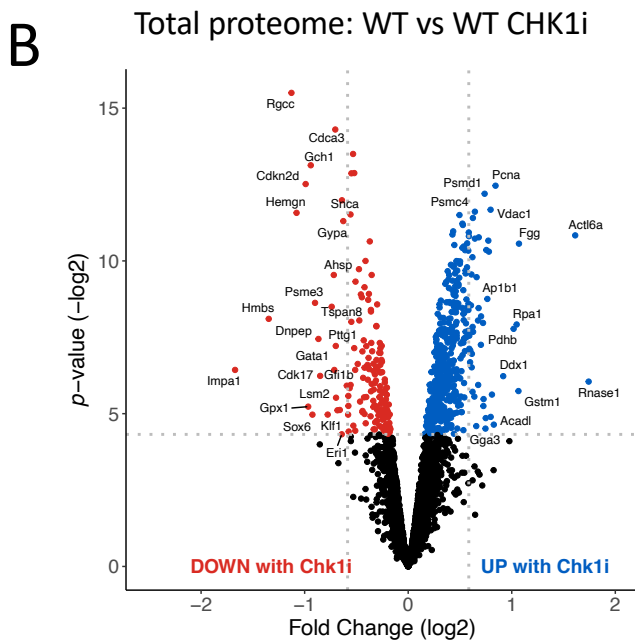 B
Total proteome: WT vs WT CHK1i
p-value (−log2)
15
10
5
0
Rgcc
Cdca3
Gch1
Cdkn2d
Hemgn
Snca
Gypa
Ahsp
Psme3
Hmbs
Tspan8
Dnpep
Pttg1
Gata1
Impa1
Cdk17
Gfi1b
Lsm2
Gpx1
Sox6
Klf1
Eri1
Psmd1
Pcna
Psmc4
Vdac1
Actl6a
Fgg
Ap1b1
Rpa1
Pdhb
Ddx1
Rnase1
Gstm1
Acadl
Gga3
DOWN with Chk1i
UP with Chk1i
−2
−1
0
1
2
Fold Change (log2)